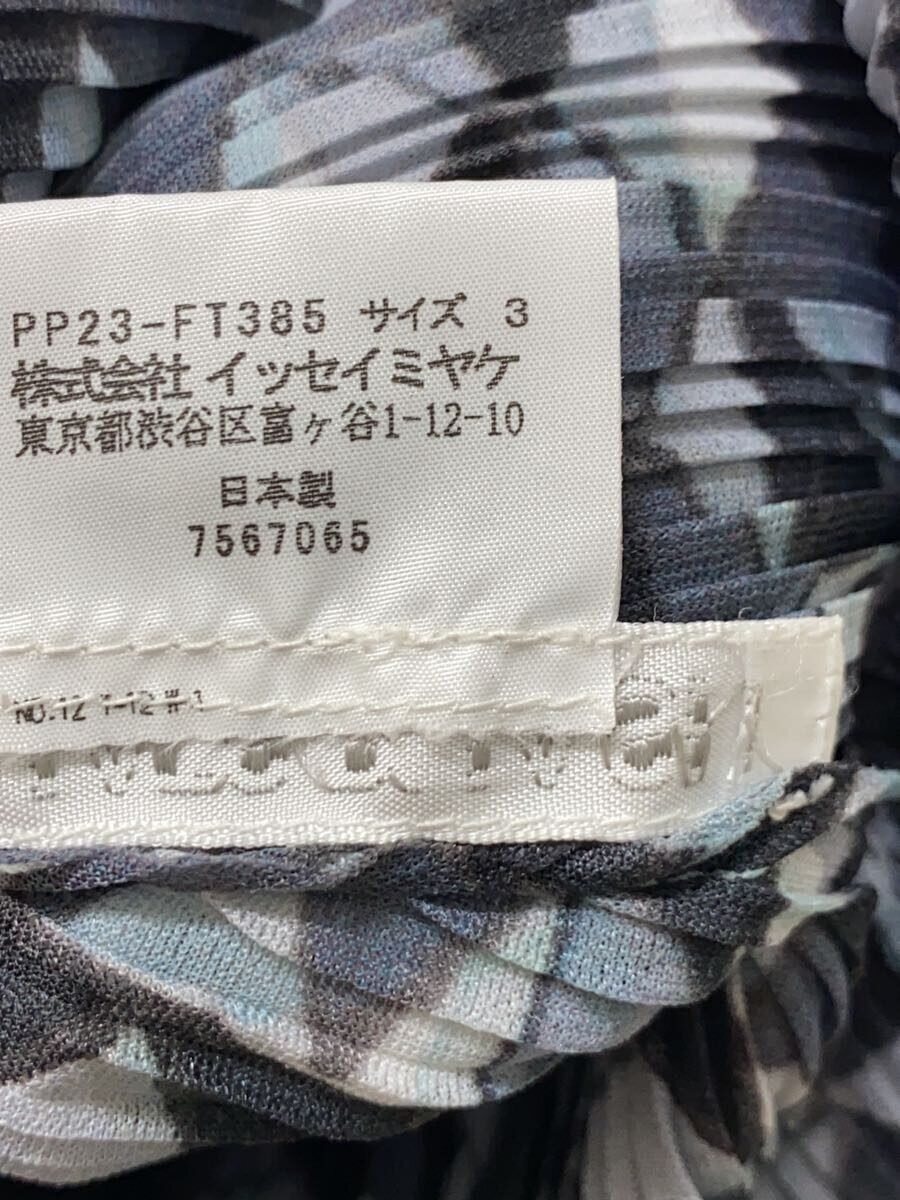 PP23-FT385 サイズ 3
株式会社 イッセイミヤケ
東京都渋谷区富ヶ谷1-12-10
日本製
7567065
NO.12 1-12 # 3